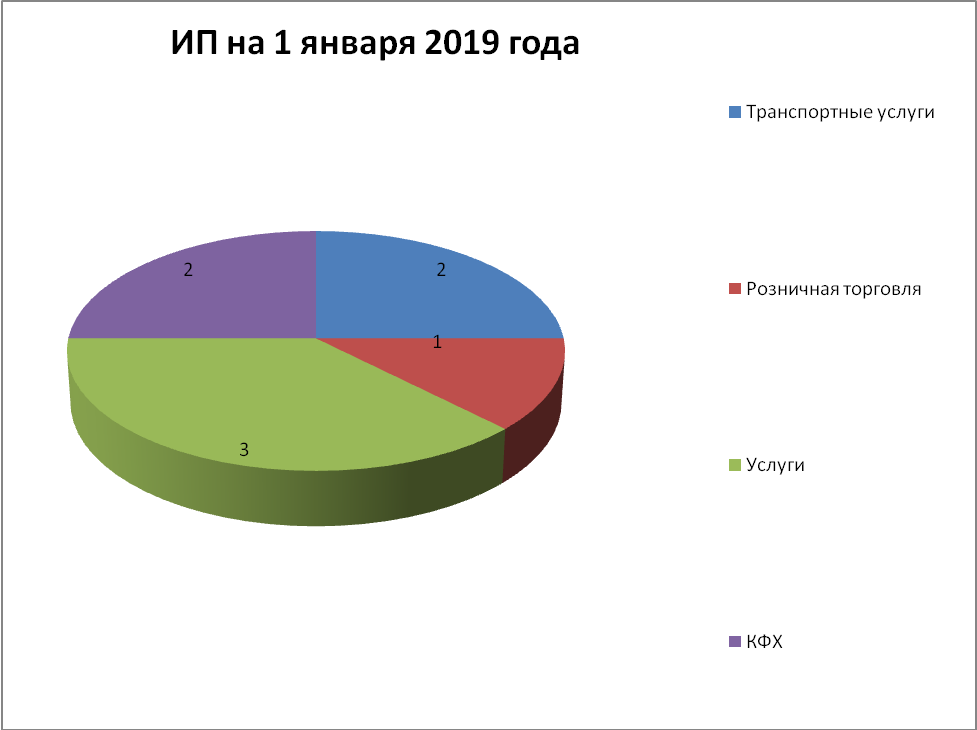 ИП на 1 января 2019 года
Транспортные услуги
2
2
Розничная торговля
1
3
Услуги
КФХ